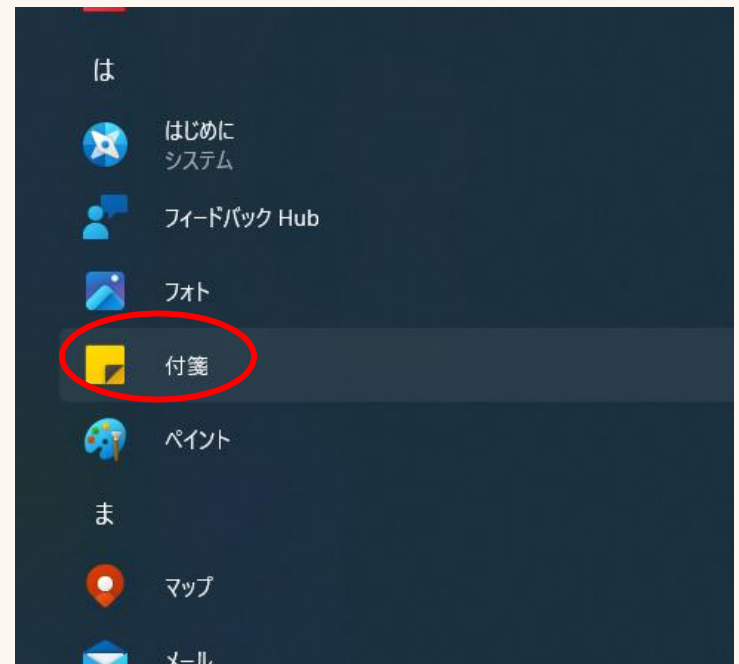 は
はじめに
システム
フィードバック Hub
フォト
付箋
ペイント
ま
マップ
メール